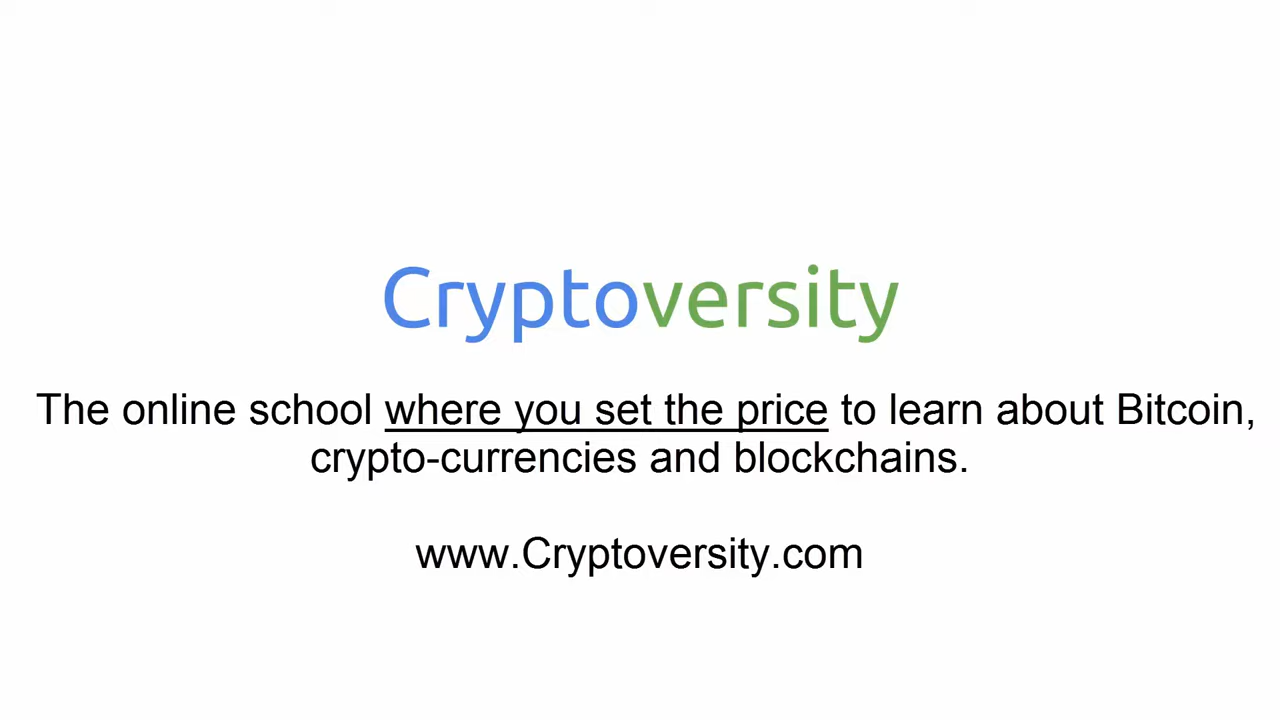 Cryptoversity
The online school where you set the price to learn about Bitcoin,
crypto-currencies and blockchains.
www.Cryptoversity.com